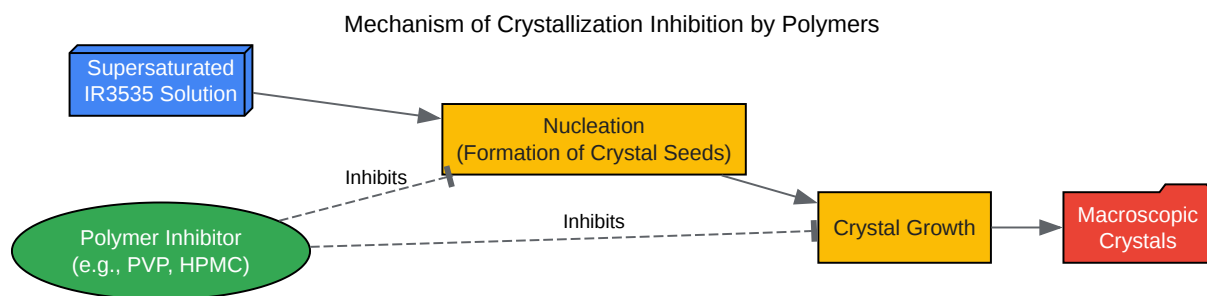 Mechanism of Crystallization Inhibition by Polymers
Supersaturated
IR3535 Solution
Nucleation
(Formation of Crystal Seeds)
Inhibits
Inhibits
Polymer Inhibitor
(e.g., PVP, HPMC)
Crystal Growth
Macroscopic
Crystals